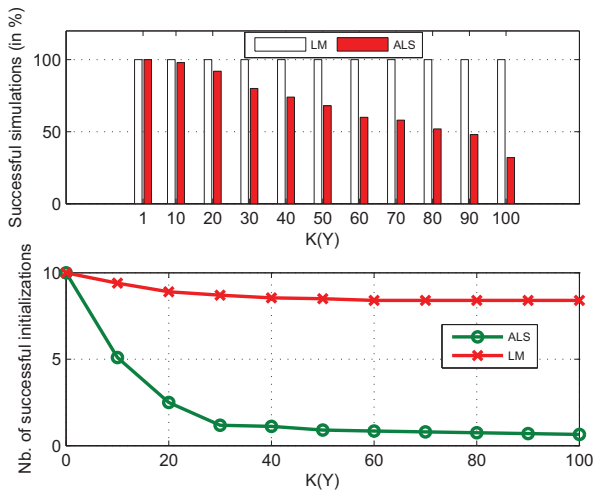 Successful simulations (in %)
LM ALS
100
50
0
1 10 20 30 40 50 60 70 80 90 100
K(Y)
Nb. of successful initializations
10
5
0
ALS
LM
0 20 40 60 80 100
K(Y)